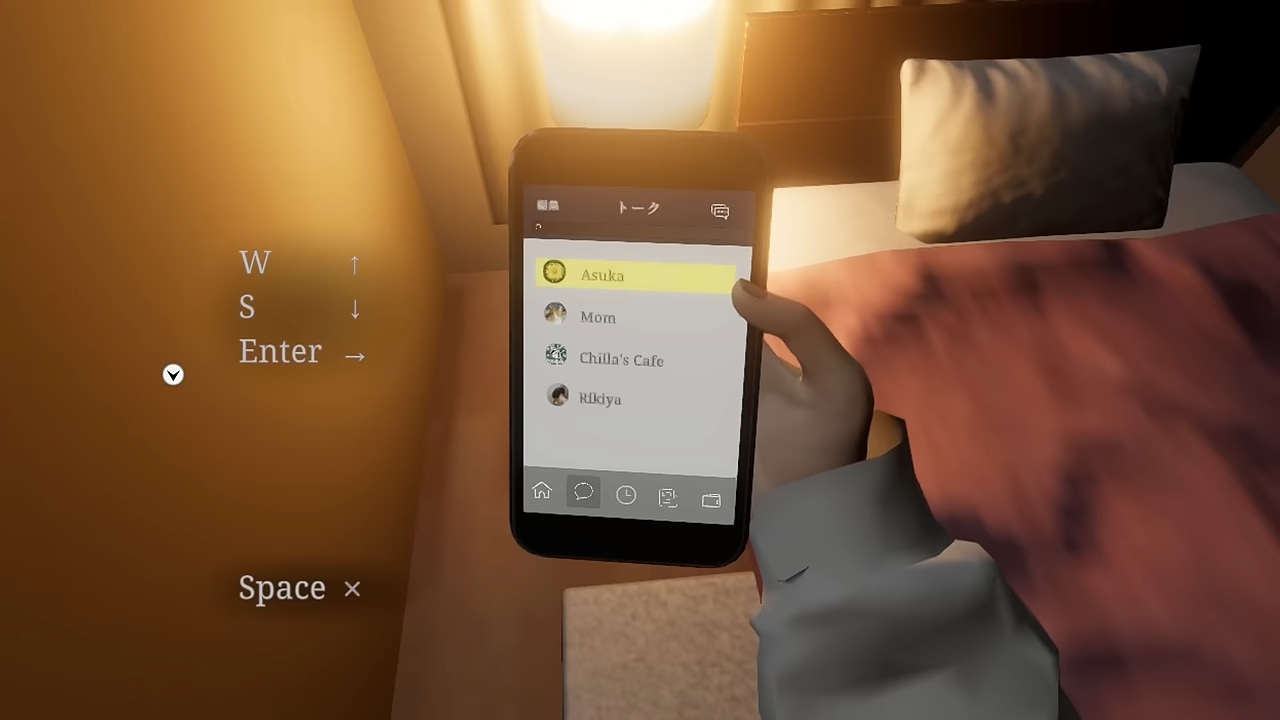 W ↑
S ↓
Enter →
Space ×
編集 トーク
Asuka
Mom
Chilla's Cafe
Rikiya